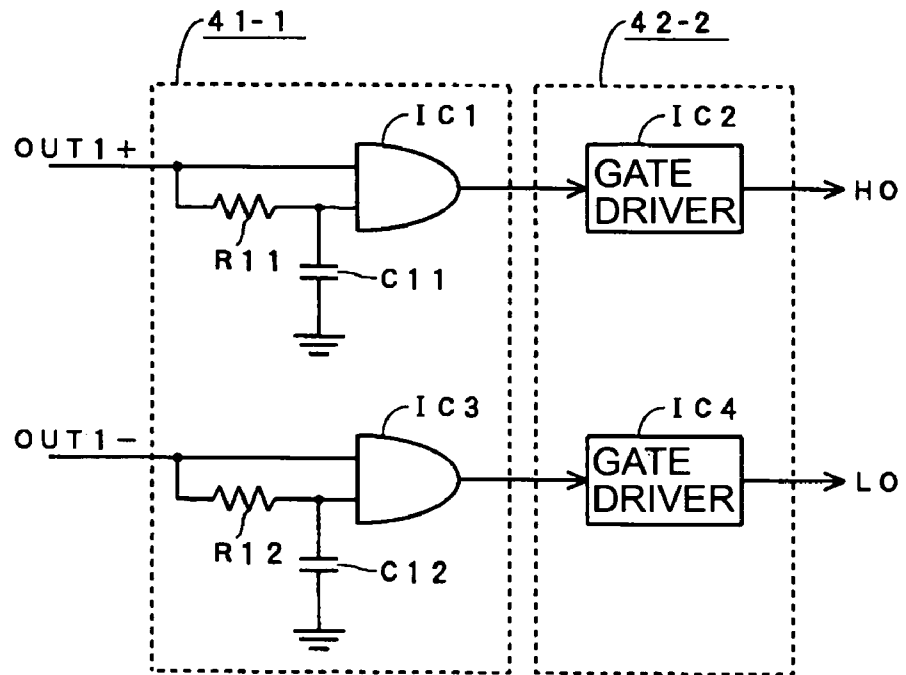 41-1
42-2
IC1
IC2
OUT1+
GATE
DRIVER
HO
R11
C11
IC3
IC4
OUT1-
GATE
DRIVER
LO
R12
C12